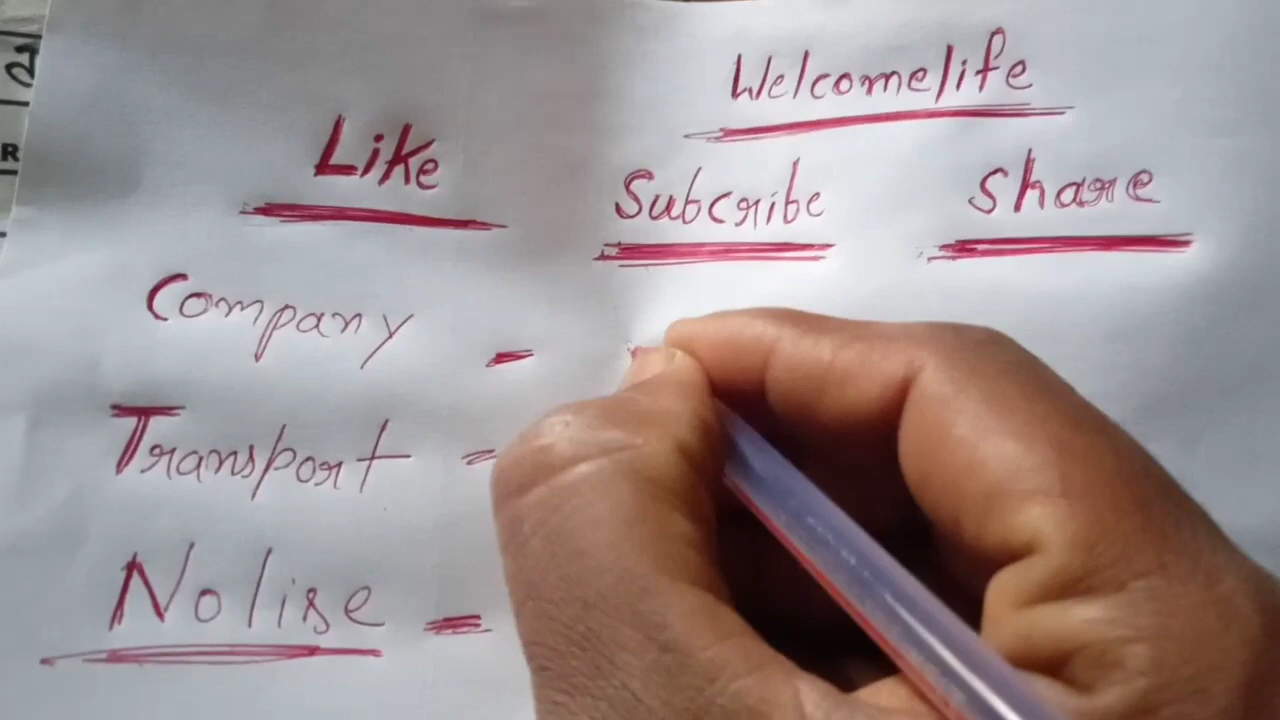 Welcomelife
Like Subcribe Share
Company =
Transport =
Nolise =
R